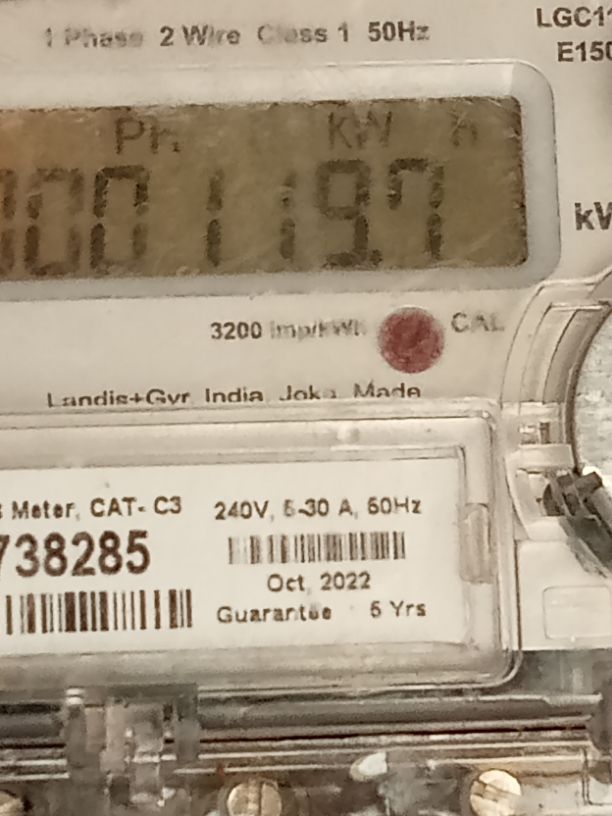 1 Phase 2 Wire Class 1 50Hz
LGC11
E150
Ph KW h
000119.7
kW
3200 imp/kWh CAL
Landis+Gyr India Joka Made
Meter, CAT- C3
738285
240V, 5-30 A, 50Hz
Oct, 2022
Guarantee 5 Yrs